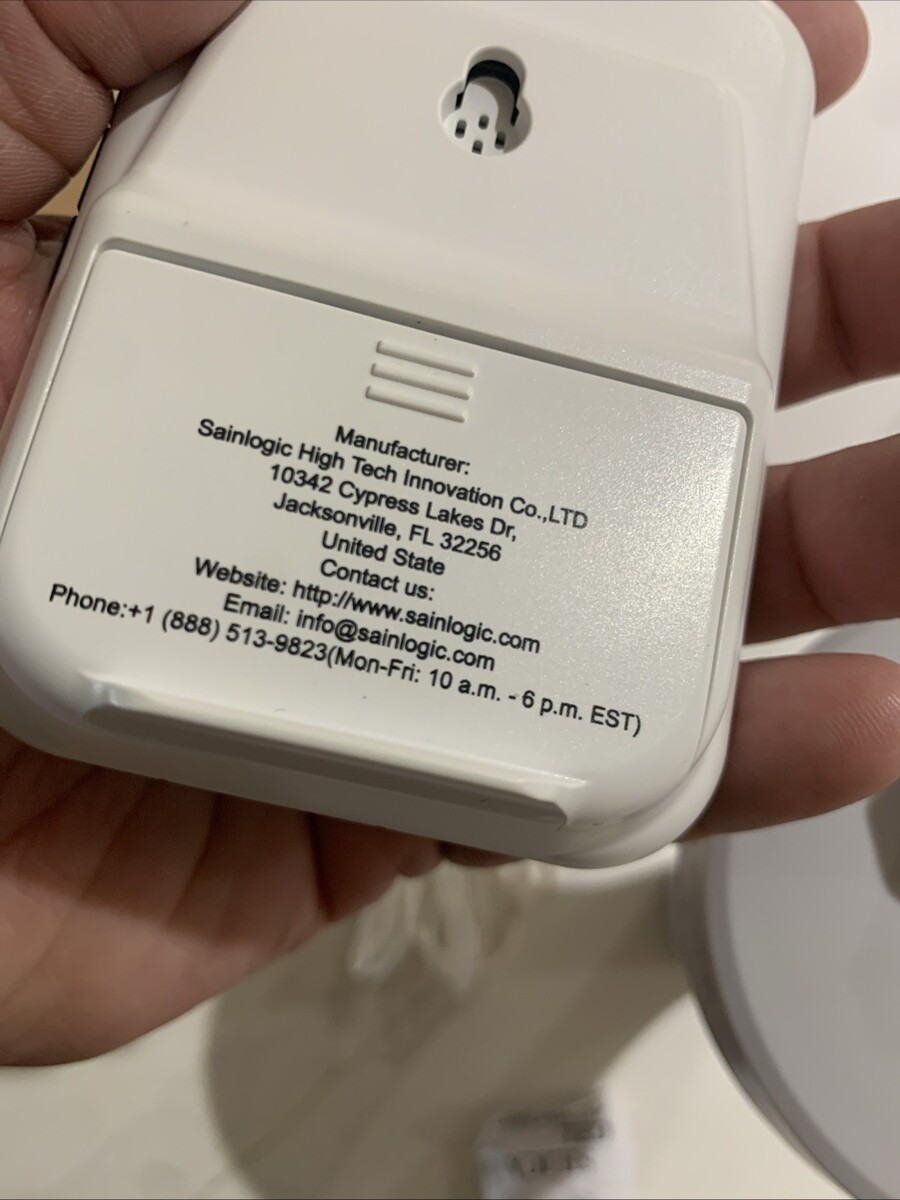 Manufacturer:
Sainlogic High Tech Innovation Co.,LTD
10342 Cypress Lakes Dr,
Jacksonville, FL 32256
United State
Contact us:
Website: http://www.sainlogic.com
Email: info@sainlogic.com
Phone:+1 (888) 513-9823(Mon-Fri: 10 a.m. - 6 p.m. EST)